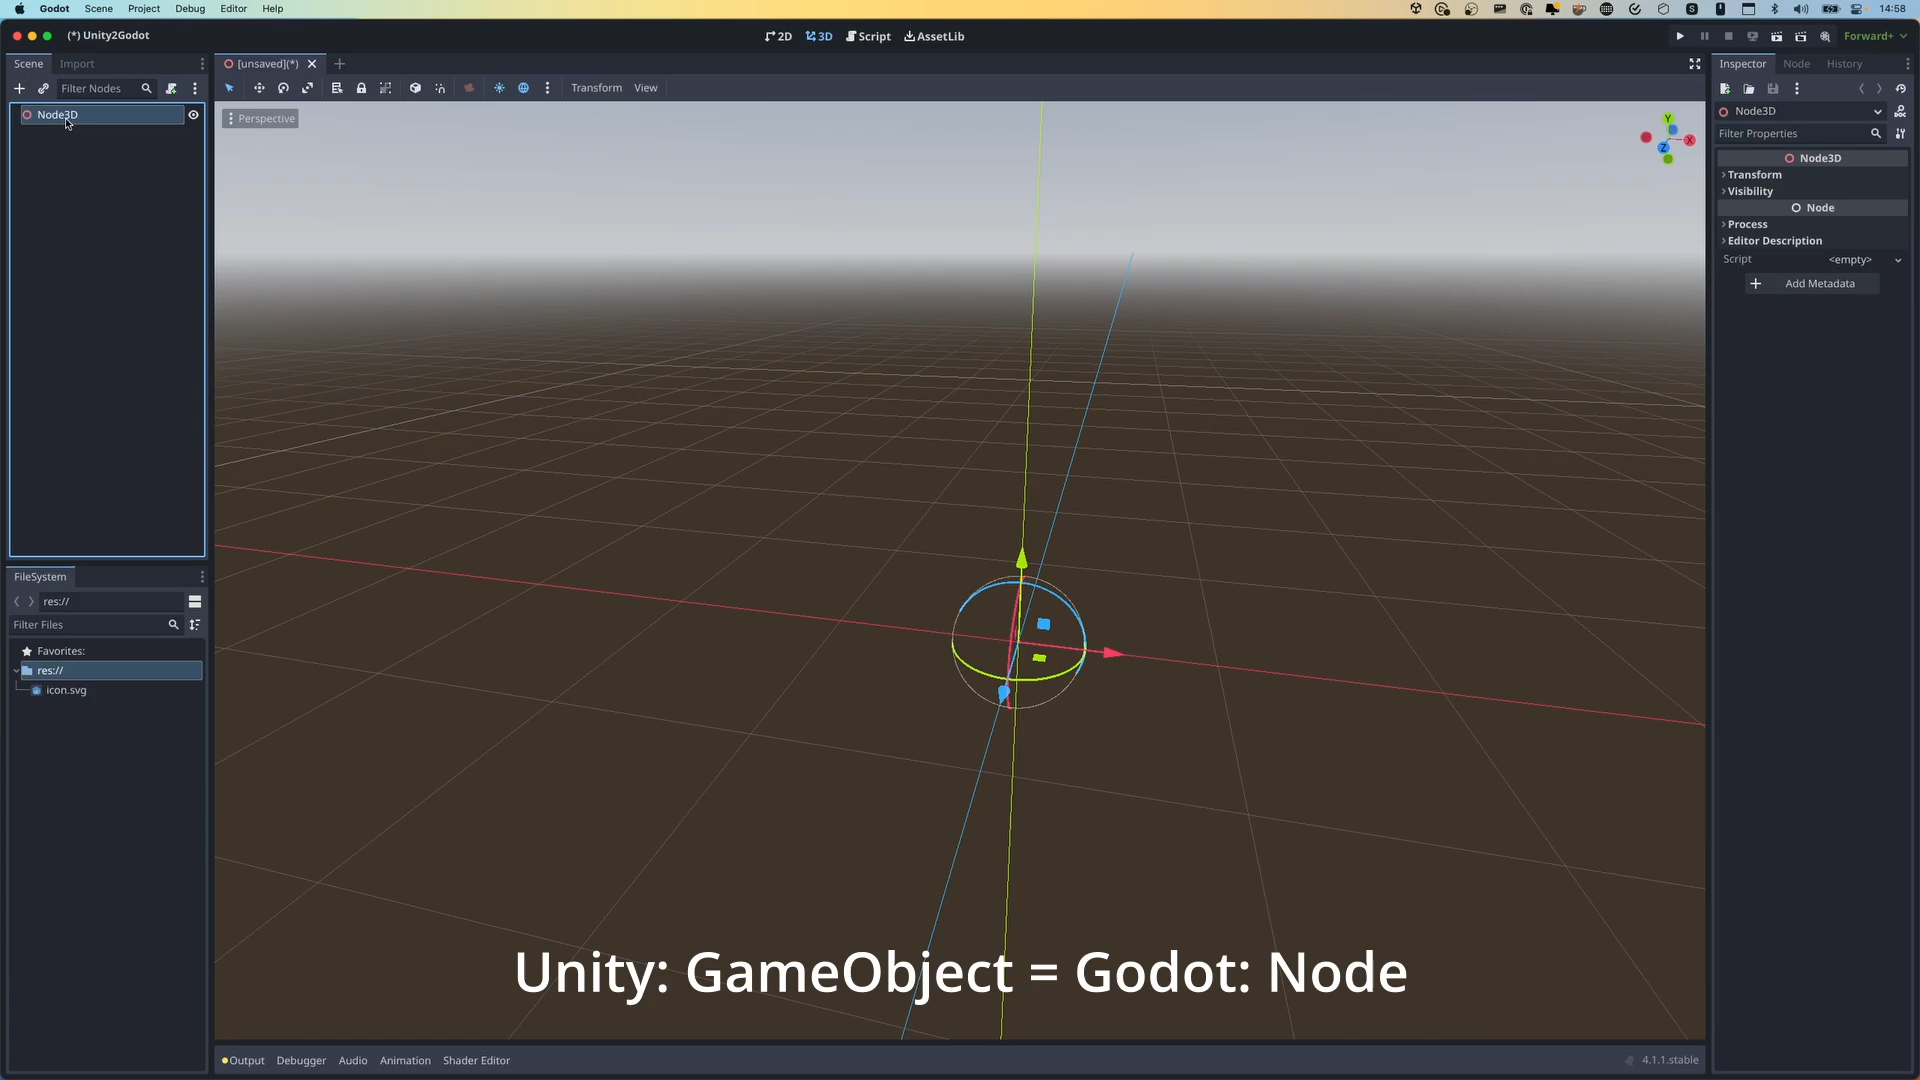 Godot Scene Project Debug Editor Help 14:58
(*) Unity2Godot
2D 3D Script AssetLib
Forward+
Scene Import
[unsaved](*)
Inspector Node History
Filter Nodes
Transform View
Node3D
Perspective
Y
X
Z
Node3D
Filter Properties
Node3D
Transform
Visibility
Node
Process
Editor Description
Script <empty>
Add Metadata
FileSystem
res://
Filter Files
Favorites:
res://
icon.svg
Unity: GameObject = Godot: Node
Output Debugger Audio Animation Shader Editor
4.1.1.stable